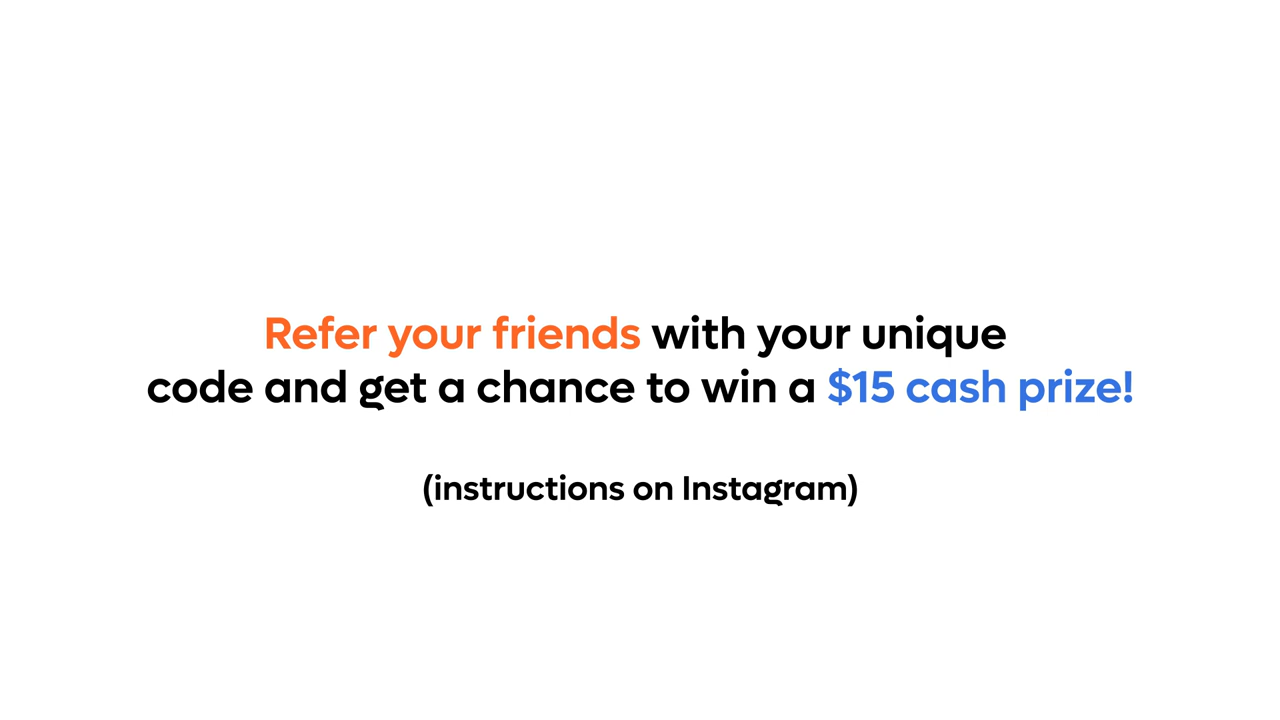 Refer your friends with your unique
code and get a chance to win a $15 cash prize!
(instructions on Instagram)